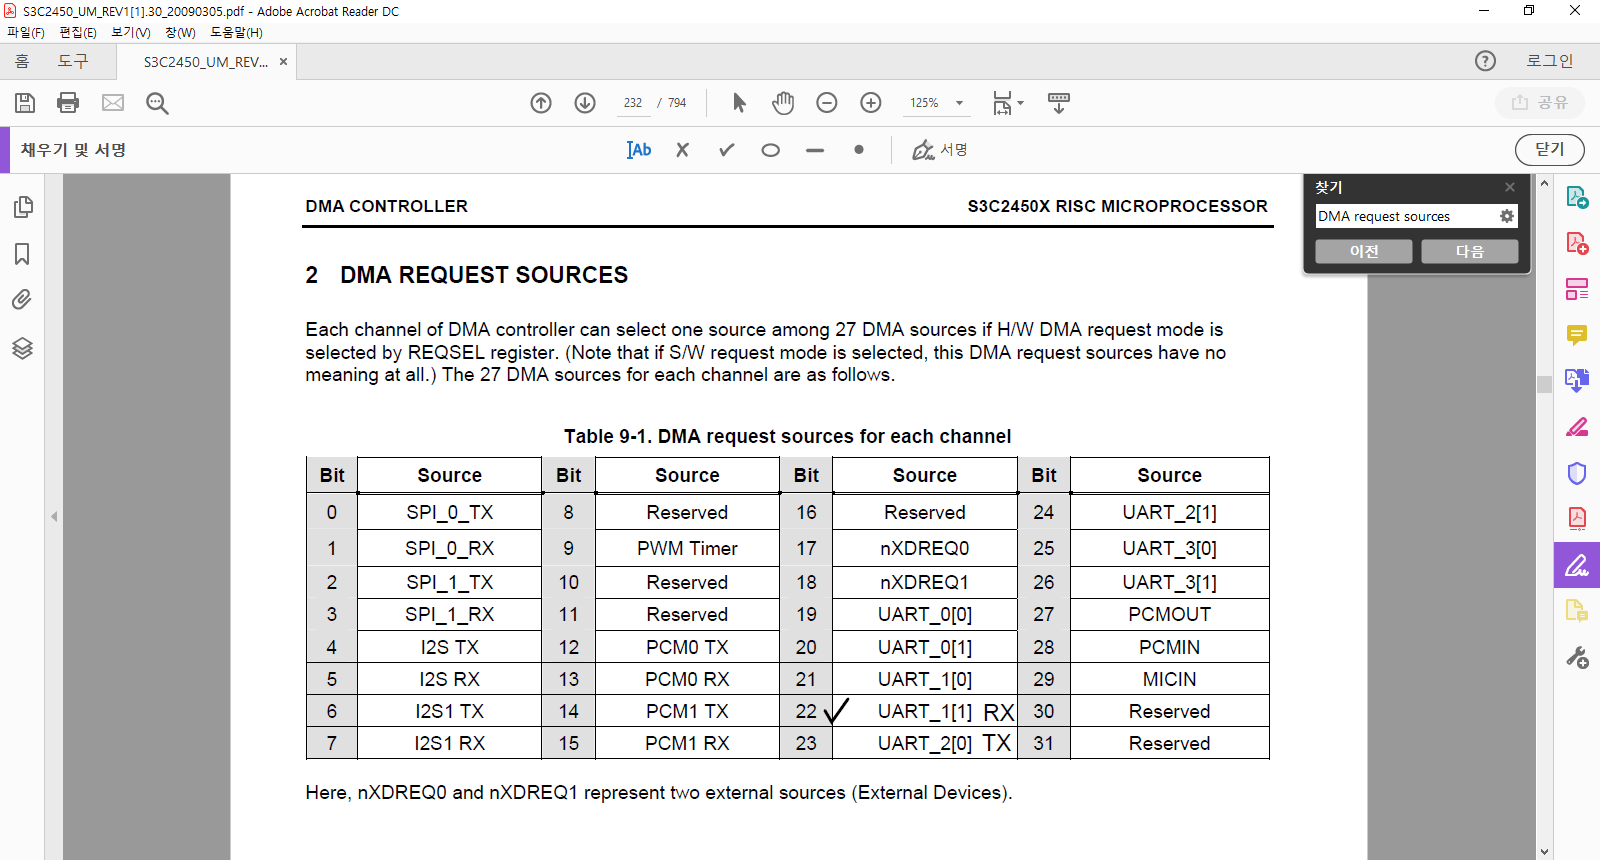 S3C2450_UM_REV1[1].30_20090305.pdf - Adobe Acrobat Reader DC
파일(F) 편집(E) 보기(V) 창(W) 도움말(H)
홈 도구 S3C2450_UM_REV... × 로그인
232 / 794 125% 공유
채우기 및 서명 Ab 서명 닫기
찾기
DMA request sources
이전 다음
DMA CONTROLLER S3C2450X RISC MICROPROCESSOR
2 DMA REQUEST SOURCES
Each channel of DMA controller can select one source among 27 DMA sources if H/W DMA request mode is
selected by REQSEL register. (Note that if S/W request mode is selected, this DMA request sources have no
meaning at all.) The 27 DMA sources for each channel are as follows.
Table 9-1. DMA request sources for each channel
Bit Source Bit Source Bit Source Bit Source
0 SPI_0_TX 8 Reserved 16 Reserved 24 UART_2[1]
1 SPI_0_RX 9 PWM Timer 17 nXDREQ0 25 UART_3[0]
2 SPI_1_TX 10 Reserved 18 nXDREQ1 26 UART_3[1]
3 SPI_1_RX 11 Reserved 19 UART_0[0] 27 PCMOUT
4 I2S TX 12 PCM0 TX 20 UART_0[1] 28 PCMIN
5 I2S RX 13 PCM0 RX 21 UART_1[0] 29 MICIN
6 I2S1 TX 14 PCM1 TX 22 UART_1[1] RX 30 Reserved
7 I2S1 RX 15 PCM1 RX 23 UART_2[0] TX 31 Reserved
Here, nXDREQ0 and nXDREQ1 represent two external sources (External Devices).